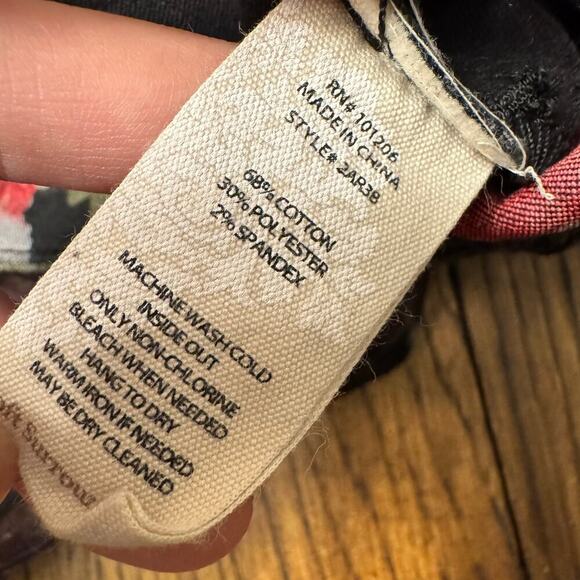 RN# 101206
MADE IN CHINA
STYLE# 2AR38
68% COTTON
30% POLYESTER
2% SPANDEX
MACHINE WASH COLD
INSIDE OUT
ONLY NON-CHLORINE
BLEACH WHEN NEEDED
HANG TO DRY
WARM IRON IF NEEDED
MAY BE DRY CLEANED